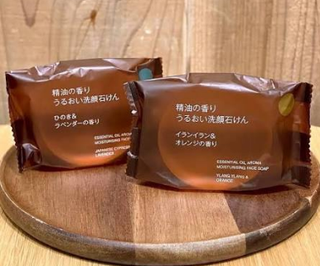 精油の香り
うるおい洗顔石けん
ひのき&
ラベンダーの香り
ESSENTIAL OIL AROMA
MOISTURISING FACE
JAPANESE CYPRESS
LAVENDER
精油の香り
うるおい洗顔石けん
イランイラン&
オレンジの香り
ESSENTIAL OIL AROMA
MOISTURISING FACE SOAP
YLANG YLANG &
ORANGE